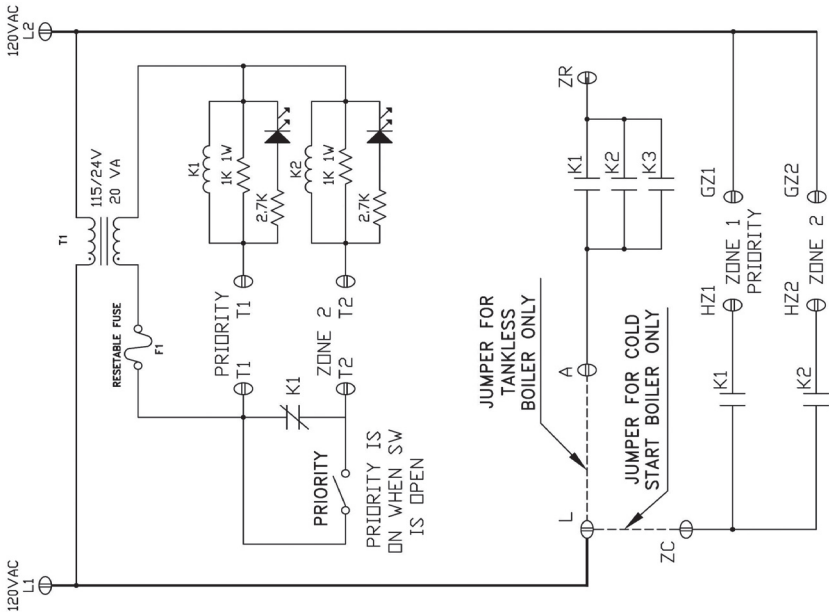 120VAC
L2
120VAC
L1
T1
115/24V
20 VA
RESETABLE FUSE
F1
K1
1K 1W
2.7K
K2
1K 1W
2.7K
PRIORITY
T1
T1
ZONE 2
T2
T2
K1
PRIORITY
PRIORITY IS
ON WHEN SW
IS OPEN
ZR
K1
K2
K3
JUMPER FOR
TANKLESS
BOILER ONLY
A
L
JUMPER FOR COLD
START BOILER ONLY
ZC
GZ1
HZ1
ZONE 1
PRIORITY
K1
GZ2
HZ2
ZONE 2
K2